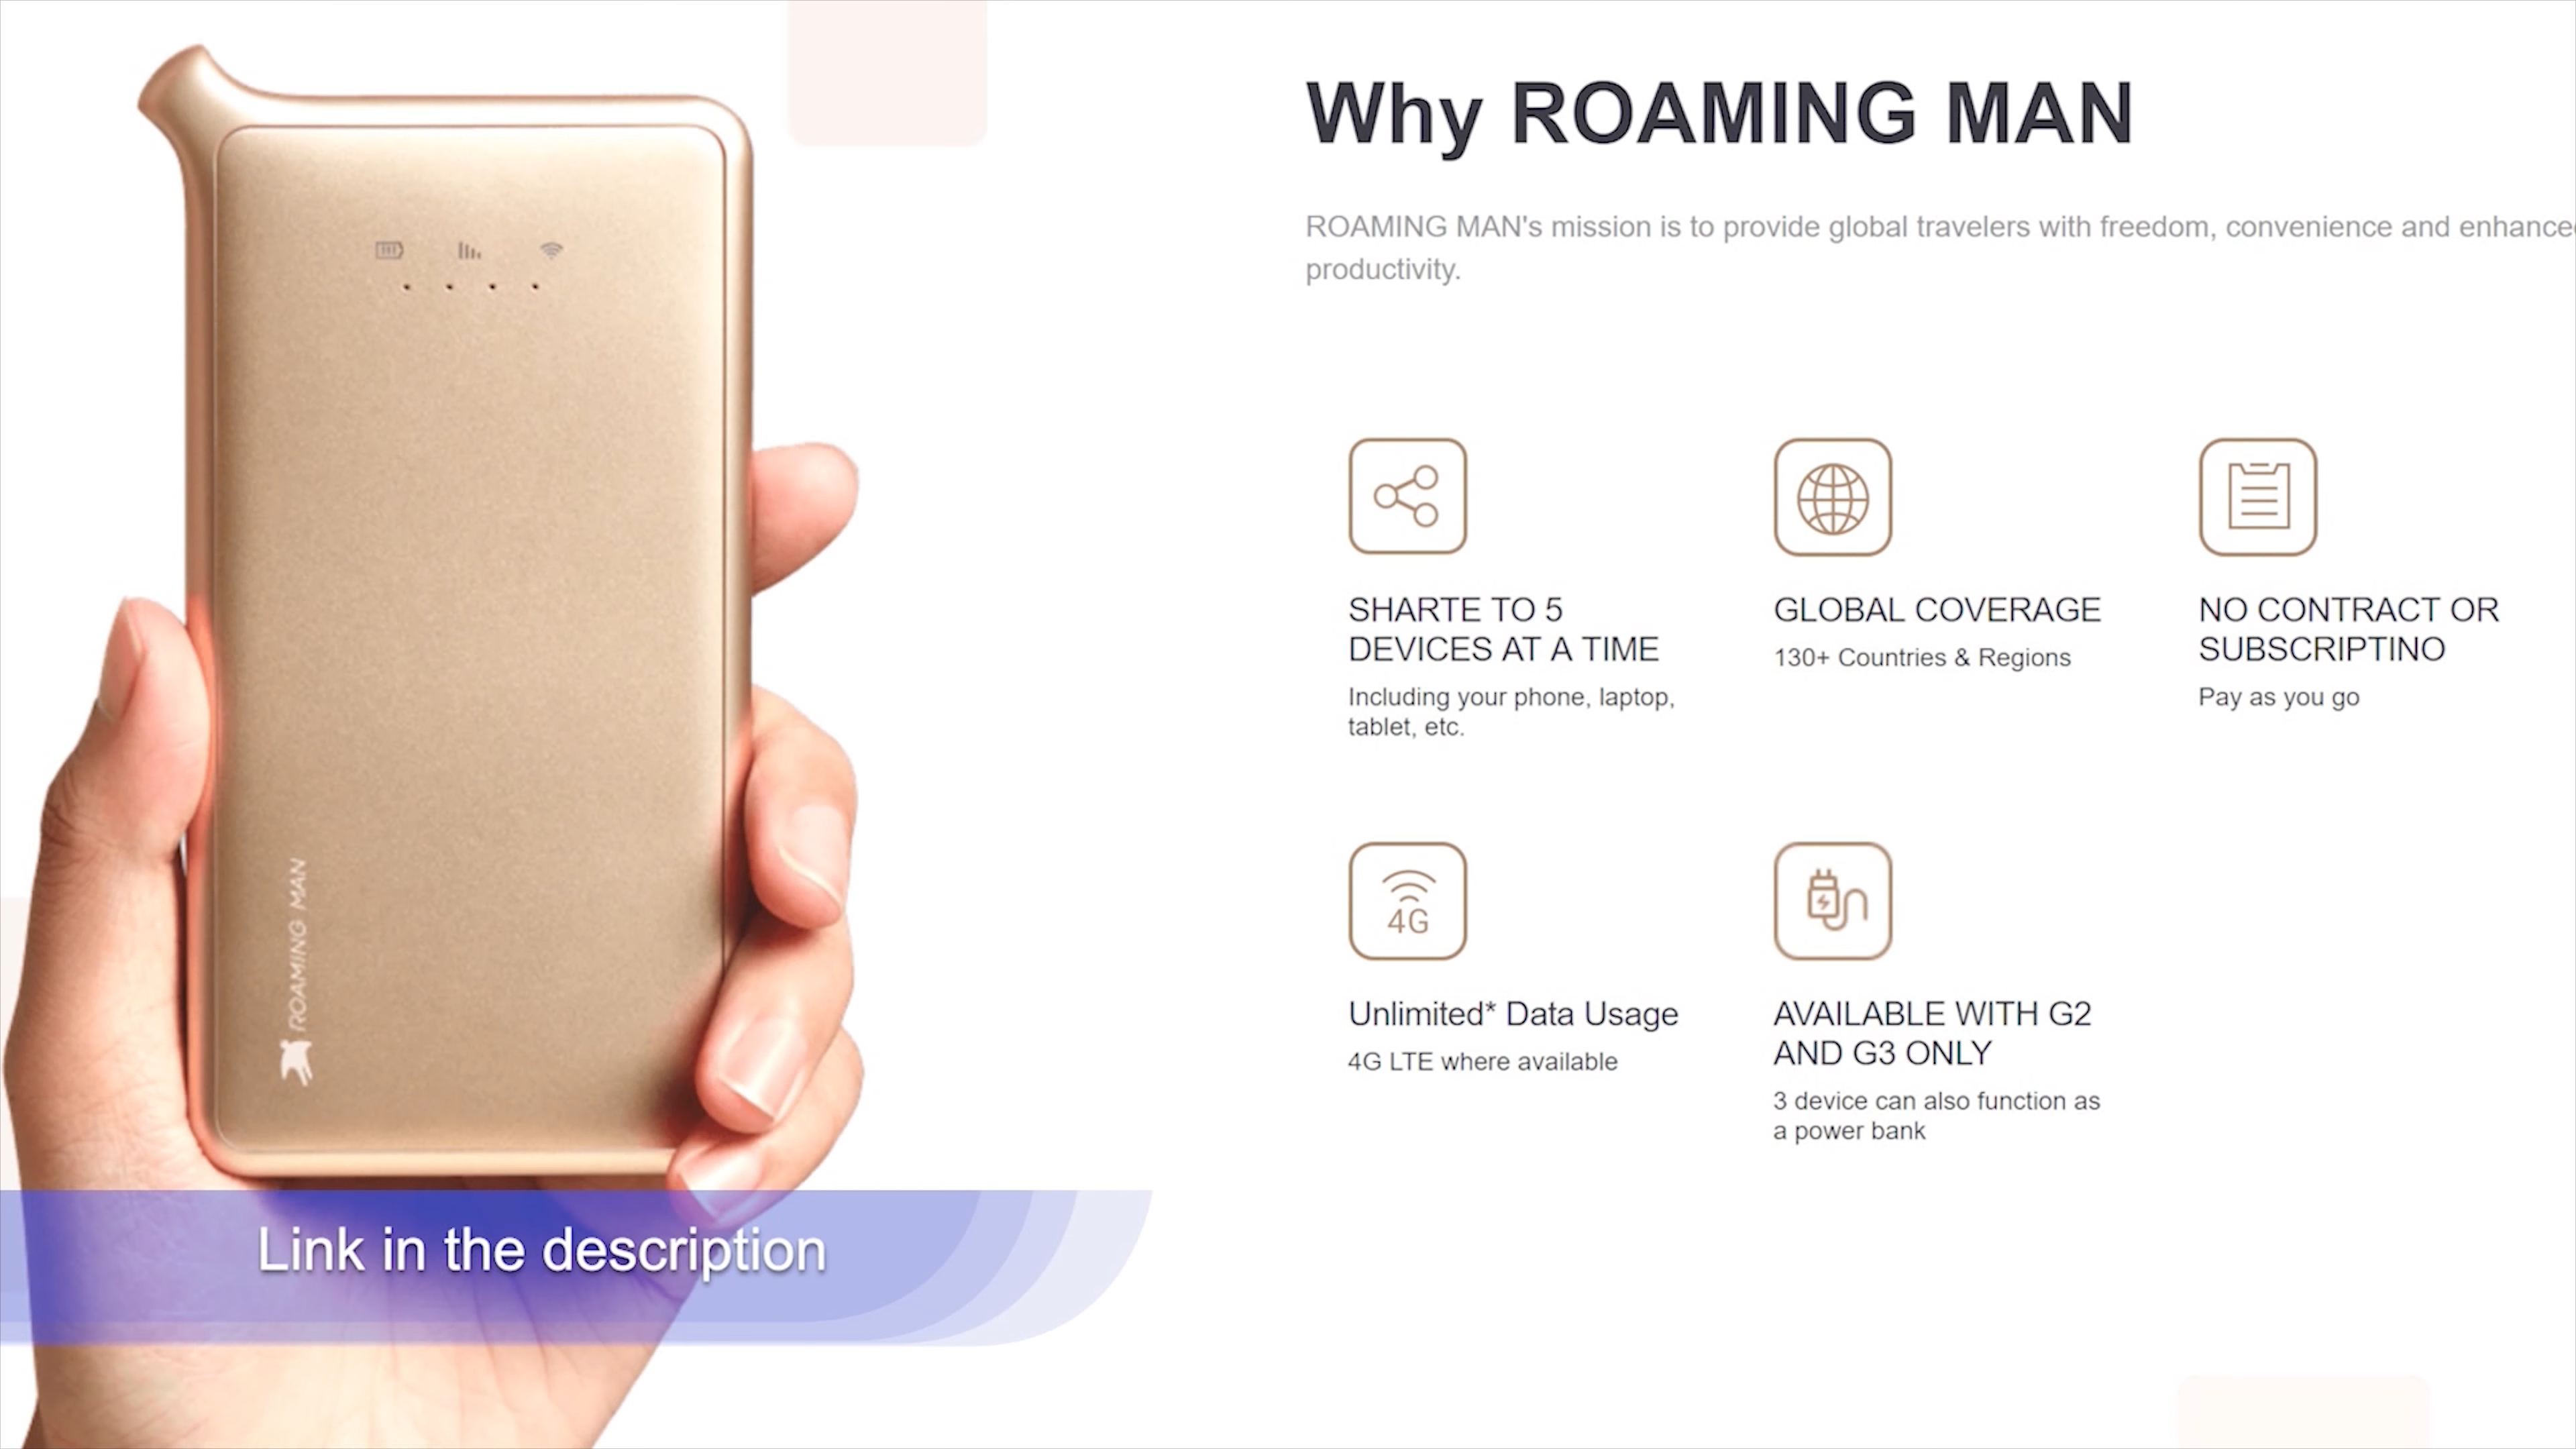 Why ROAMING MAN
ROAMING MAN's mission is to provide global travelers with freedom, convenience and enhance
productivity.
SHARTE TO 5
DEVICES AT A TIME
Including your phone, laptop,
tablet, etc.
GLOBAL COVERAGE
130+ Countries & Regions
NO CONTRACT OR
SUBSCRIPTINO
Pay as you go
4G
Unlimited* Data Usage
4G LTE where available
AVAILABLE WITH G2
AND G3 ONLY
3 device can also function as
a power bank
ROAMING MAN
Link in the description